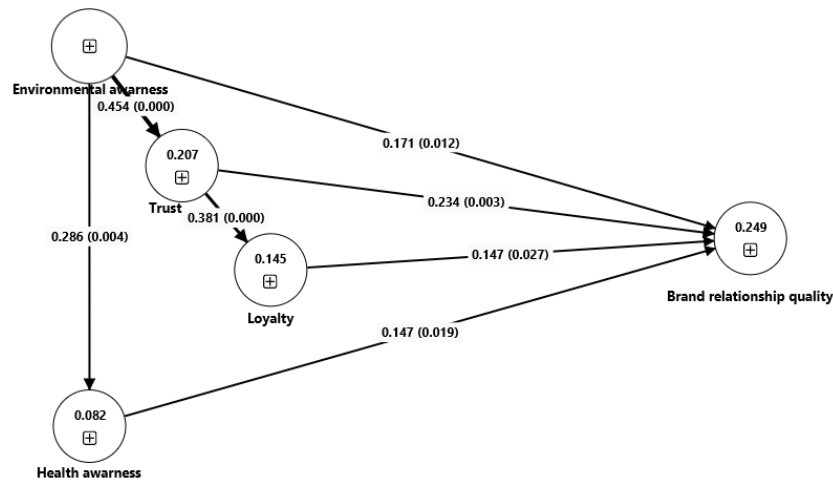 Environmental awarness
0.454 (0.000)
0.171 (0.012)
0.207
Trust
0.234 (0.003)
0.381 (0.000)
0.249
Brand relationship quality
0.286 (0.004)
0.145
Loyalty
0.147 (0.027)
0.147 (0.019)
0.082
Health awarness